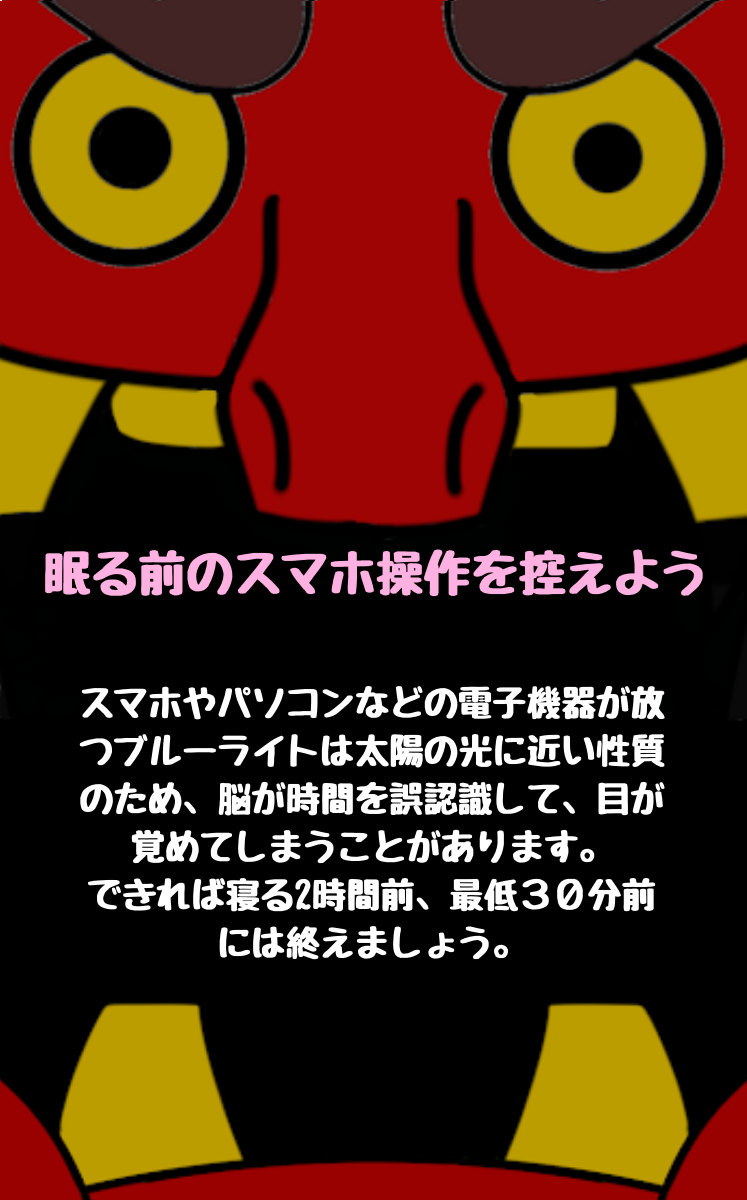 眠る前のスマホ操作を控えよう
スマホやパソコンなどの電子機器が放
つブルーライトは太陽の光に近い性質
のため、脳が時間を誤認識して、目が
覚めてしまうことがあります。
できれば寝る2時間前、最低３０分前
には終えましょう。